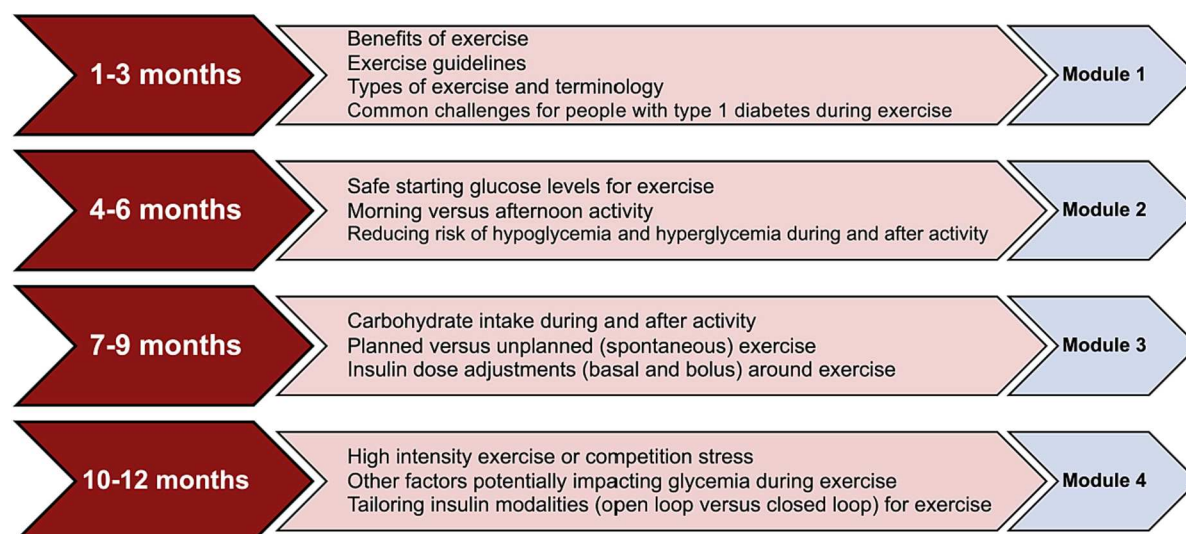 1-3 months
Benefits of exercise
Exercise guidelines
Types of exercise and terminology
Common challenges for people with type 1 diabetes during exercise
Module 1
4-6 months
Safe starting glucose levels for exercise
Morning versus afternoon activity
Reducing risk of hypoglycemia and hyperglycemia during and after activity
Module 2
7-9 months
Carbohydrate intake during and after activity
Planned versus unplanned (spontaneous) exercise
Insulin dose adjustments (basal and bolus) around exercise
Module 3
10-12 months
High intensity exercise or competition stress
Other factors potentially impacting glycemia during exercise
Tailoring insulin modalities (open loop versus closed loop) for exercise
Module 4